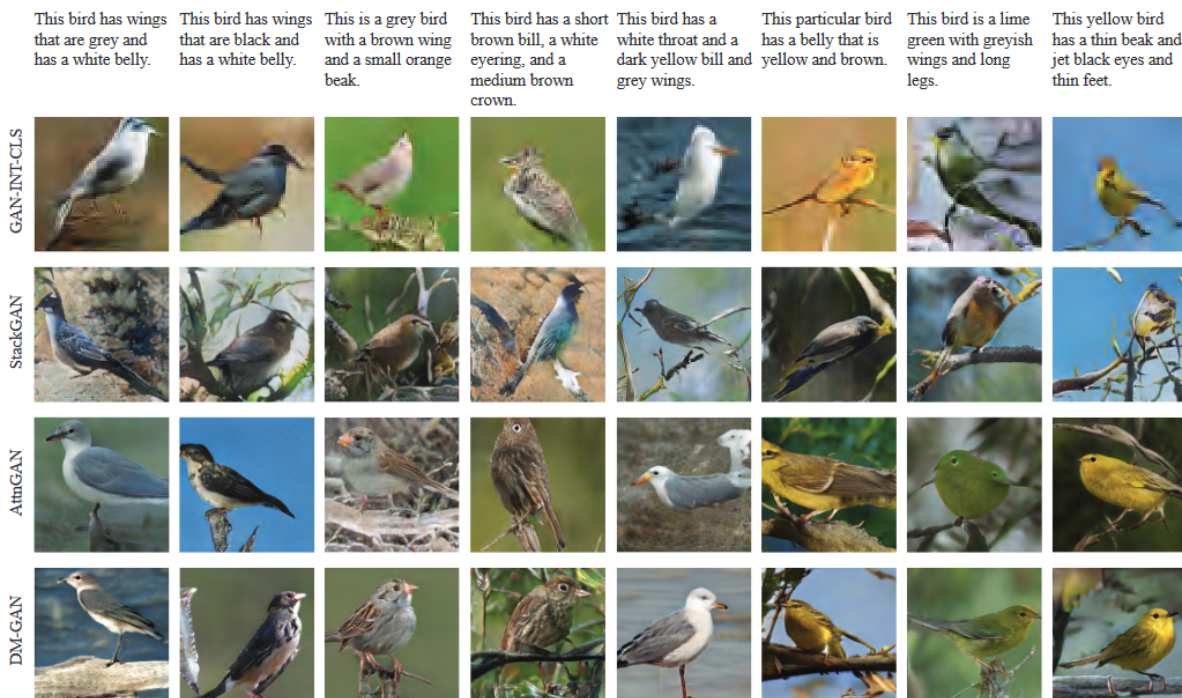 This bird has wings
that are grey and
has a white belly.
This bird has wings
that are black and
has a white belly.
This is a grey bird
with a brown wing
and a small orange
beak.
This bird has a short
brown bill, a white
eyering, and a
medium brown
crown.
This bird has a
white throat and a
dark yellow bill and
grey wings.
This particular bird
has a belly that is
yellow and brown.
This bird is a lime
green with greyish
wings and long
legs.
This yellow bird
has a thin beak and
jet black eyes and
thin feet.
GAN-INT-CLS
StackGAN
AttnGAN
DM-GAN